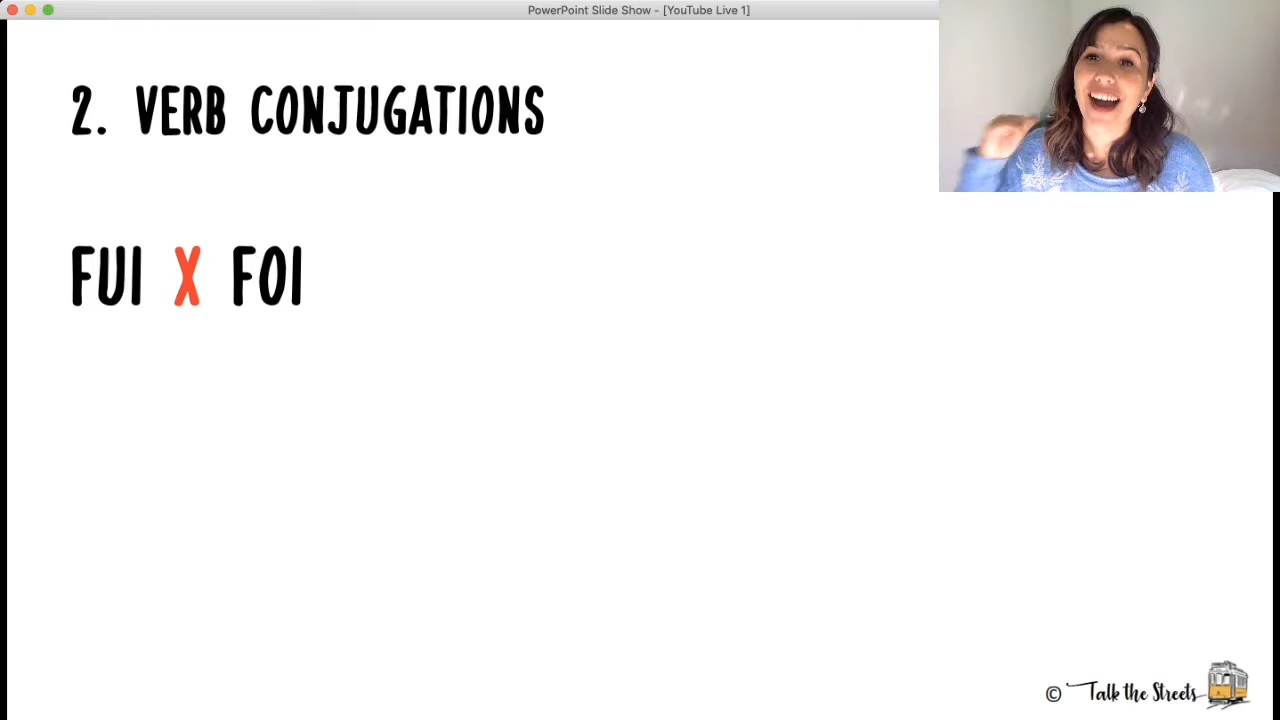 PowerPoint Slide Show - [YouTube Live 1]
2. VERB CONJUGATIONS
FUI X FOI
© Talk the Streets